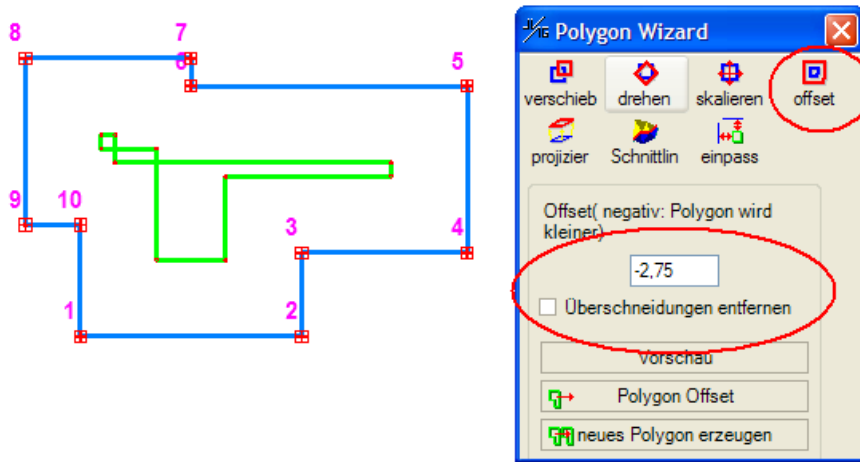 8 7
6 5
9 10
3 4
1 2
Polygon Wizard
verschieb drehen skalieren offset
projizier Schnittlin einpass
Offset( negativ: Polygon wird
kleiner)
-2,75
Überschneidungen entfernen
Vorschau
Polygon Offset
neues Polygon erzeugen